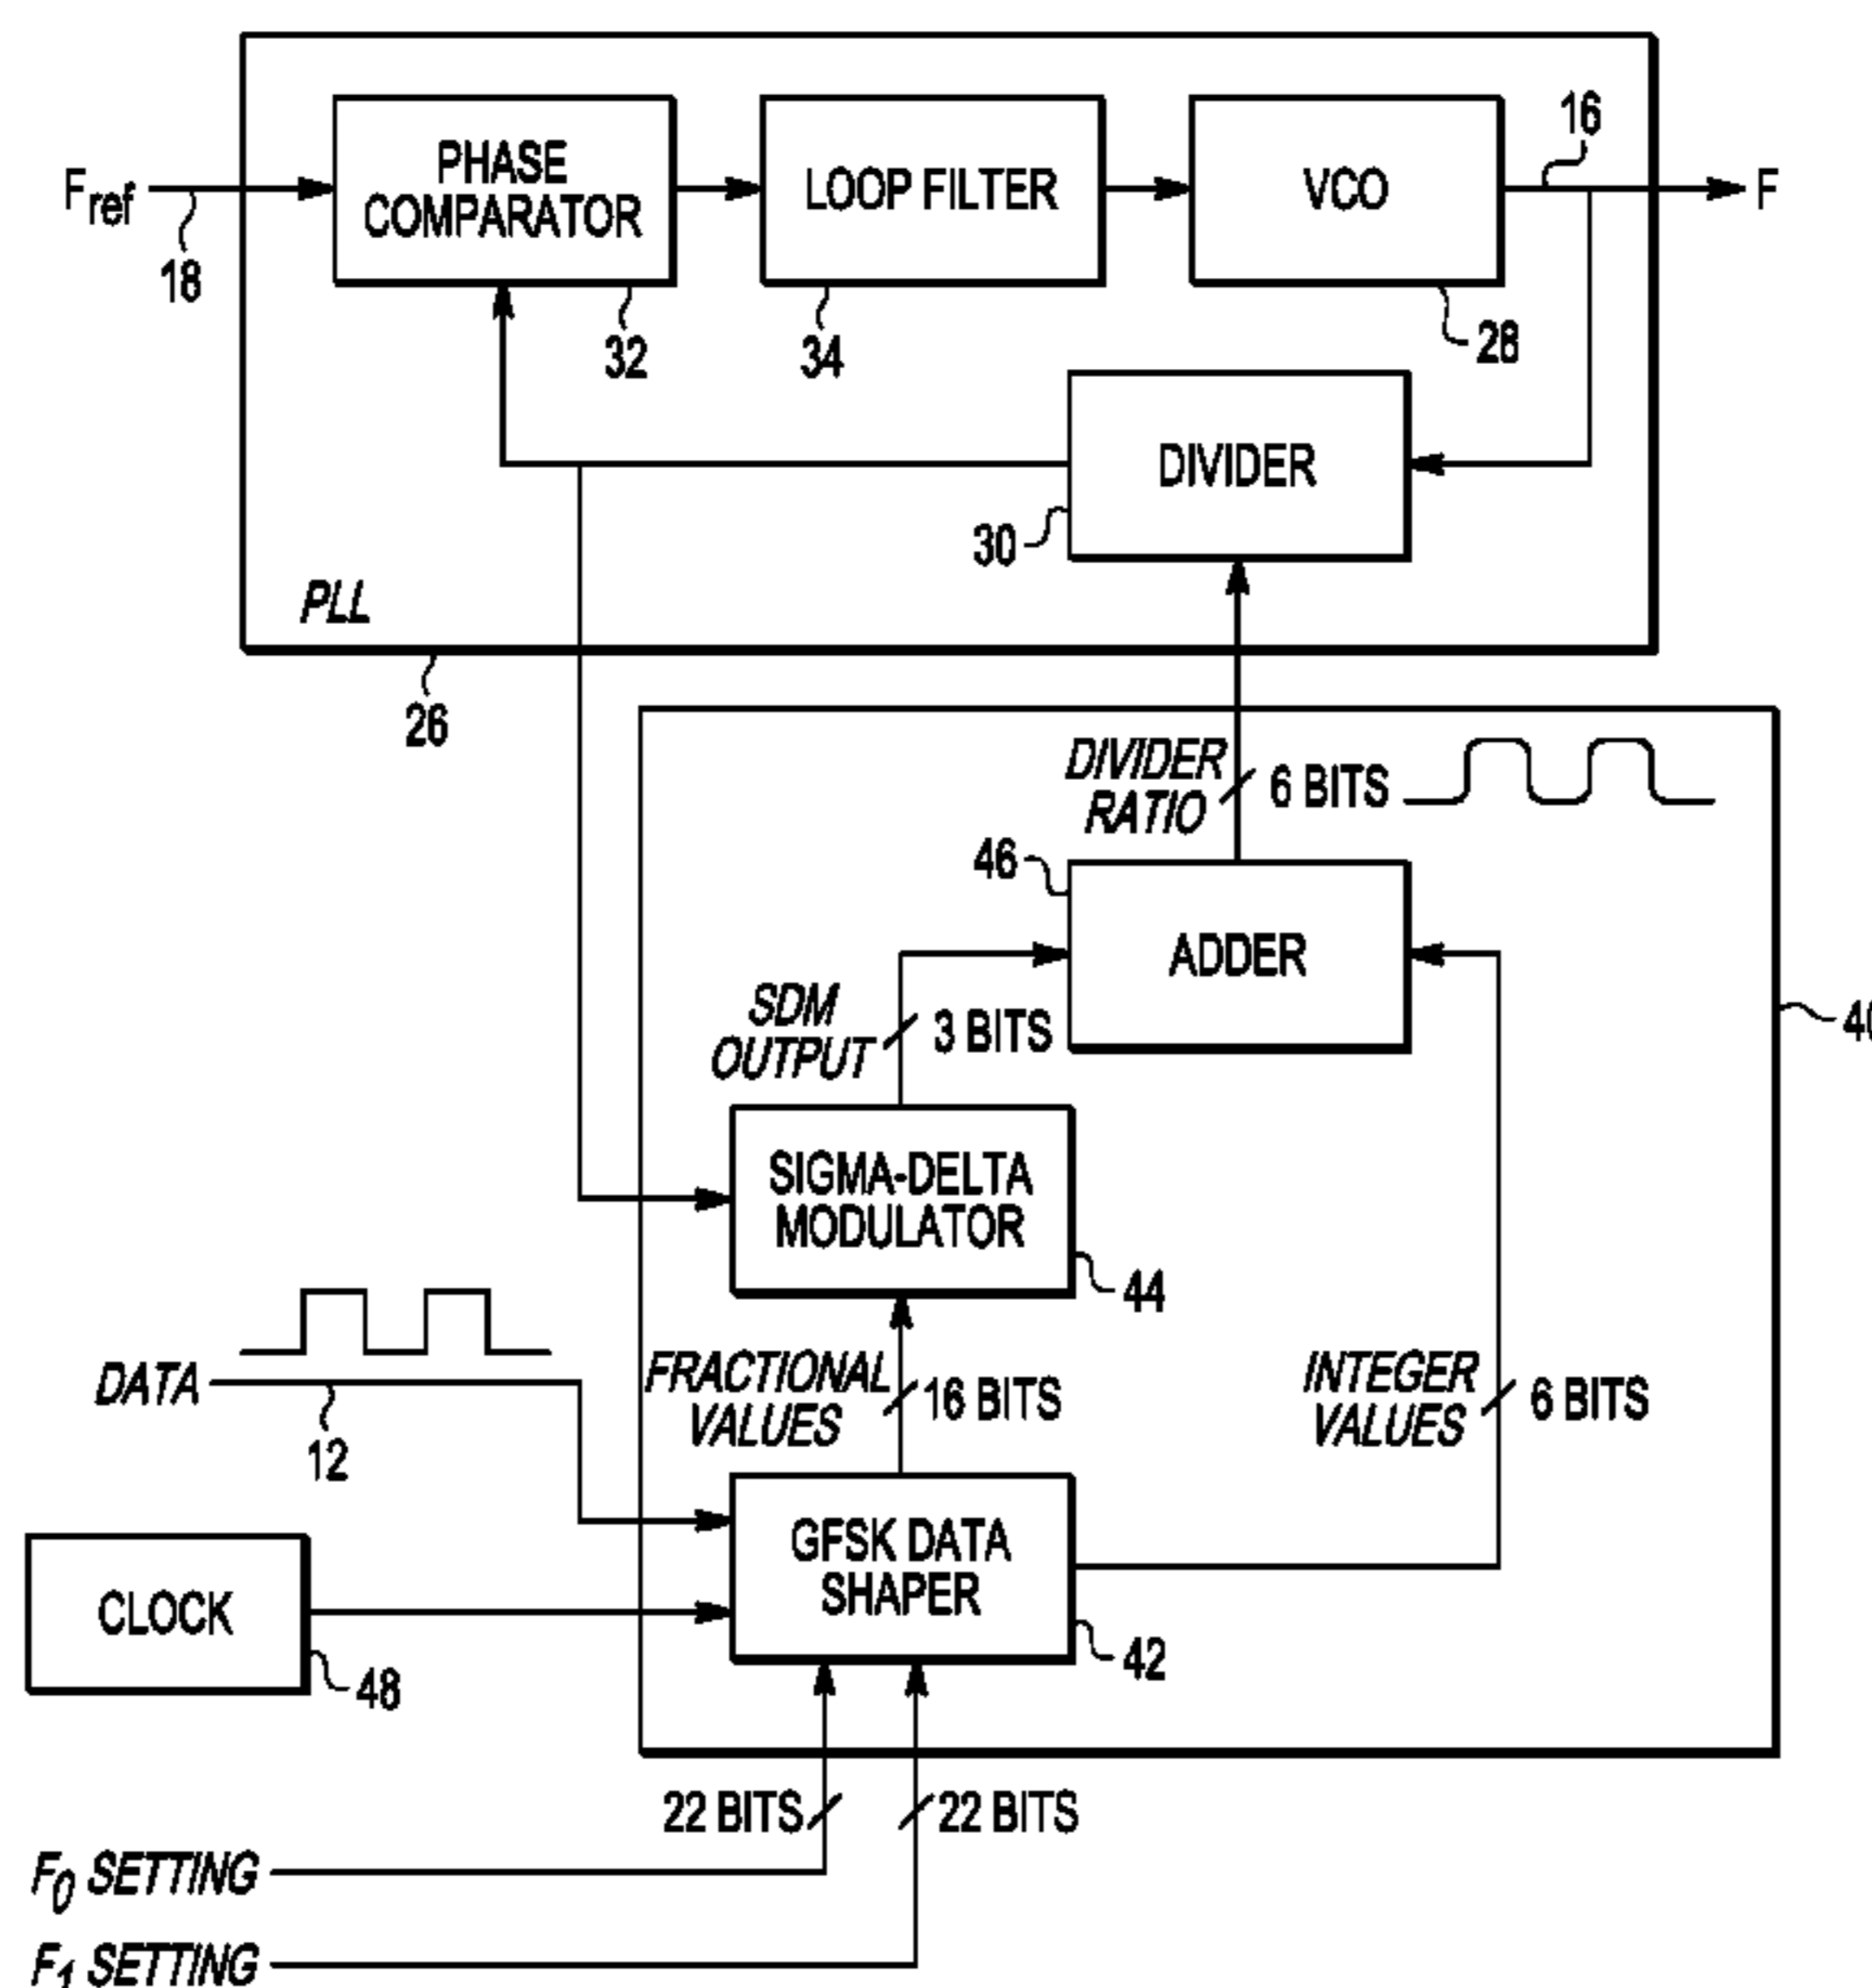 PHASE
COMPARATOR
LOOP FILTER
VCO
16
Fref
F
18
32
34
28
DIVIDER
30
PLL
26
DIVIDER
RATIO
6 BITS
46
ADDER
40
SDM
OUTPUT
3 BITS
SIGMA-DELTA
MODULATOR
44
DATA
12
FRACTIONAL
VALUES
16 BITS
INTEGER
VALUES
6 BITS
GFSK DATA
SHAPER
42
CLOCK
48
22 BITS
22 BITS
F0 SETTING
F1 SETTING